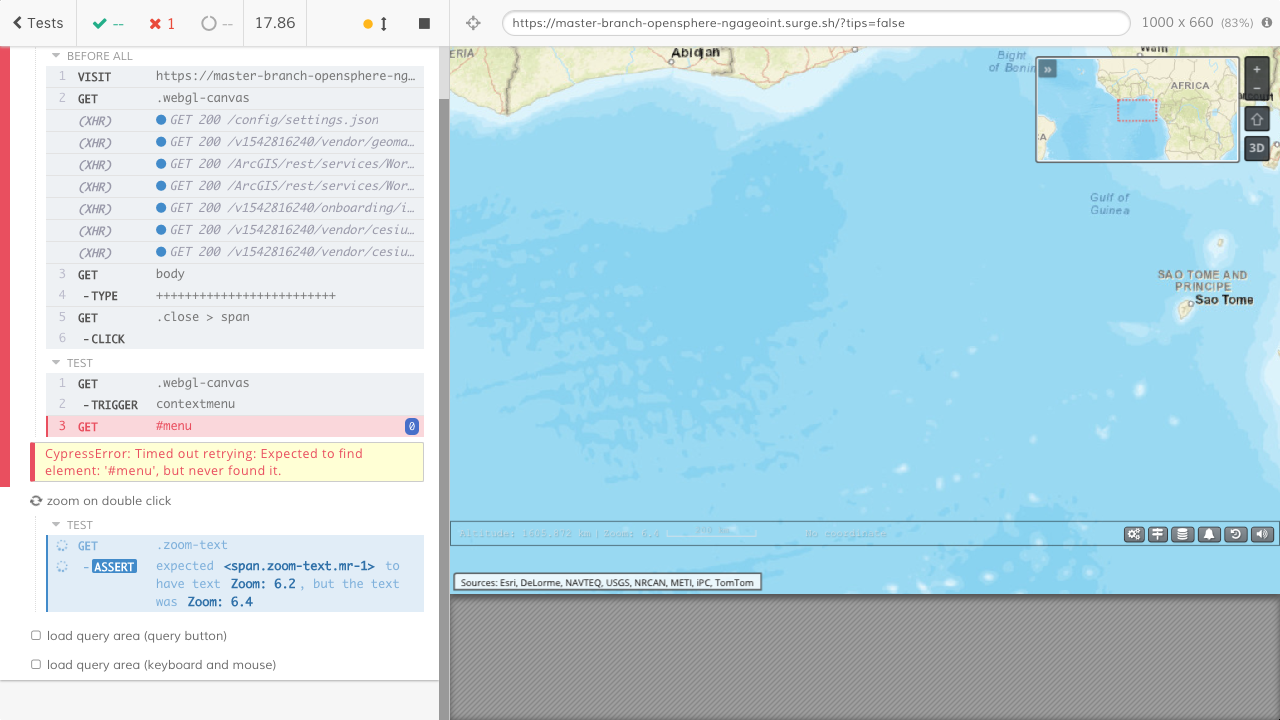 Tests
--
1
--
17.86
https://master-branch-opensphere-ngageoint.surge.sh/?tips=false
1000 x 660 (83%)
BEFORE ALL
1 VISIT https://master-branch-opensphere-ng…
2 GET .webgl-canvas
(XHR) GET 200 /config/settings.json
(XHR) GET 200 /v1542816240/vendor/geoma…
(XHR) GET 200 /ArcGIS/rest/services/Wor…
(XHR) GET 200 /ArcGIS/rest/services/Wor…
(XHR) GET 200 /v1542816240/onboarding/i…
(XHR) GET 200 /v1542816240/vendor/cesiu…
(XHR) GET 200 /v1542816240/vendor/cesiu…
3 GET body
4 -TYPE +++++++++++++++++++++++++
5 GET .close > span
6 -CLICK
TEST
1 GET .webgl-canvas
2 -TRIGGER contextmenu
3 GET #menu 0
CypressError: Timed out retrying: Expected to find
element: '#menu', but never found it.
zoom on double click
TEST
GET .zoom-text
-ASSERT expected <span.zoom-text.mr-1> to
have text Zoom: 6.2, but the text
was Zoom: 6.4
load query area (query button)
load query area (keyboard and mouse)
ERIA
Abidjan
Bight
of Benin
Warri
»
AFRICA
CA
+
−
3D
Gulf of
Guinea
SAO TOME AND
PRINCIPE
Sao Tome
No coordinate
Sources: Esri, DeLorme, NAVTEQ, USGS, NRCAN, METI, iPC, TomTom